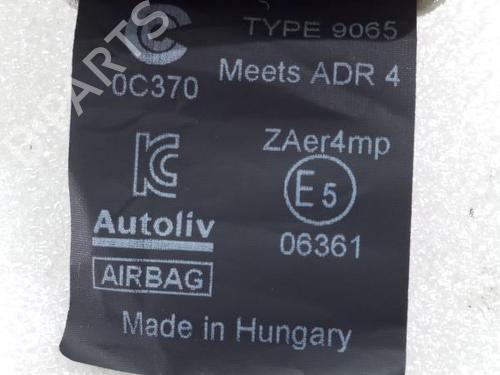 TYPE 9065
0C370
Meets ADR 4
ZAer4mp
E5
Autoliv
06361
AIRBAG
Made in Hungary